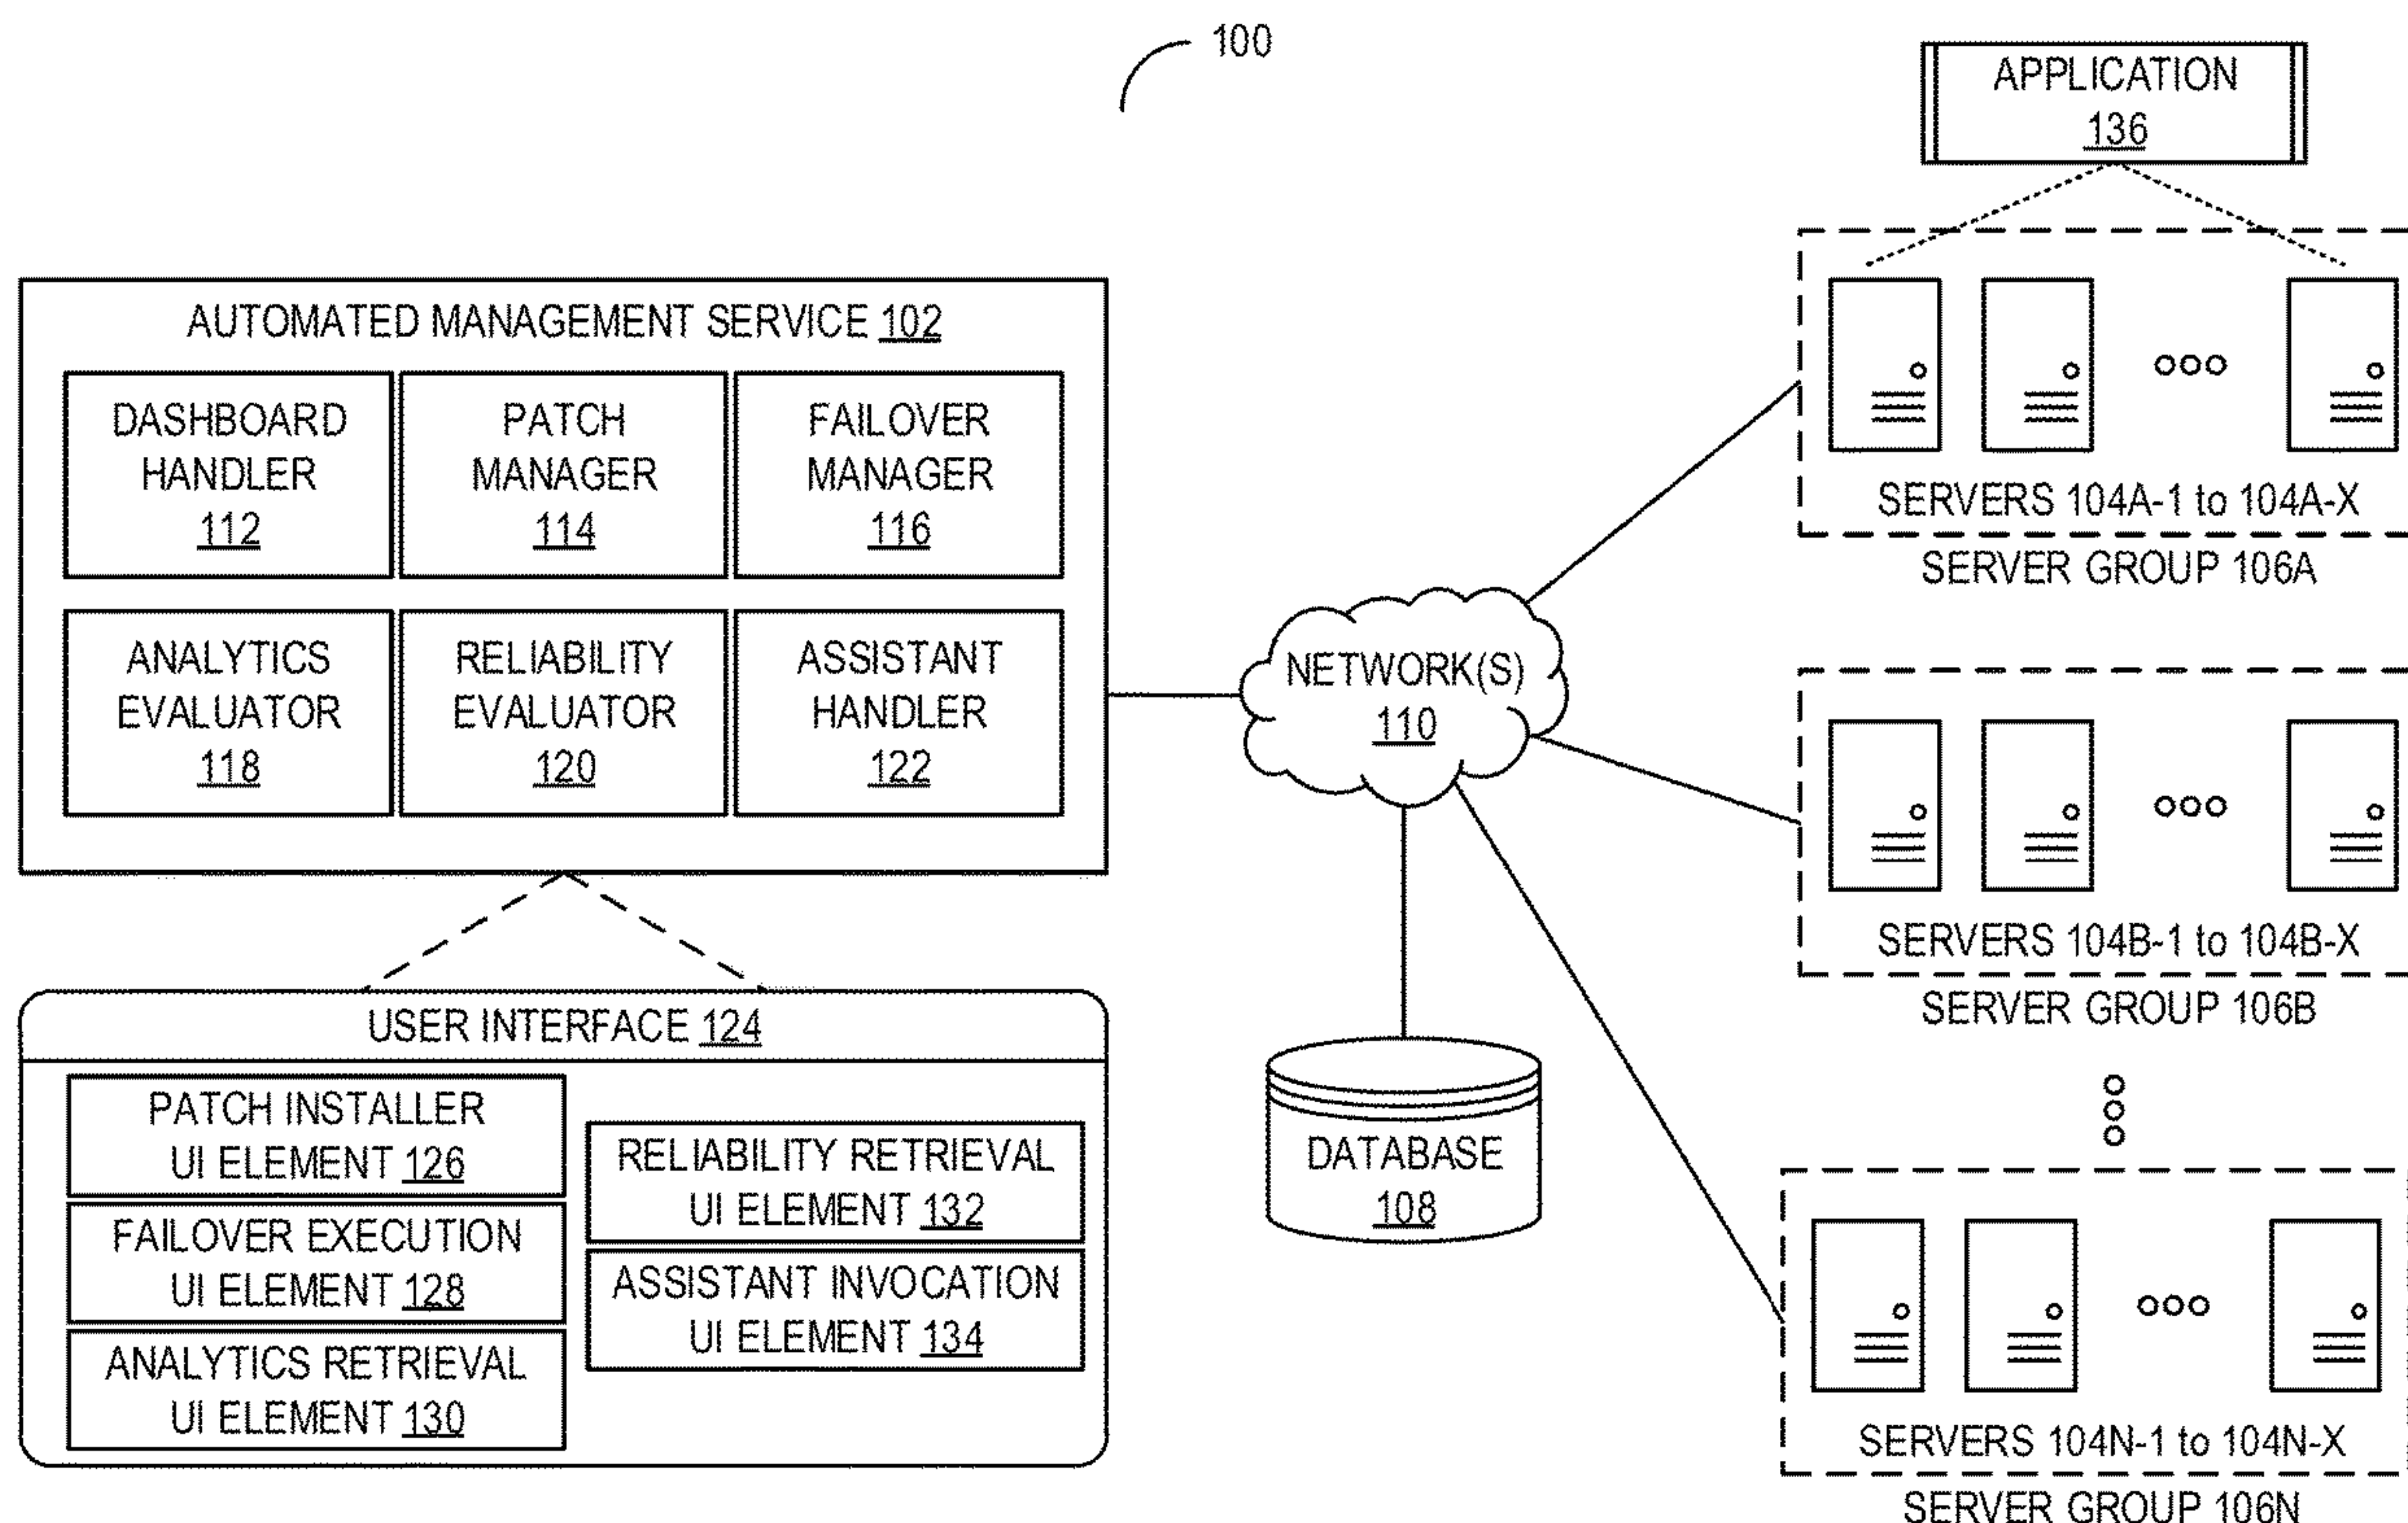 100
APPLICATION
136
AUTOMATED MANAGEMENT SERVICE 102
DASHBOARD
HANDLER
112
PATCH
MANAGER
114
FAILOVER
MANAGER
116
ANALYTICS
EVALUATOR
118
RELIABILITY
EVALUATOR
120
ASSISTANT
HANDLER
122
USER INTERFACE 124
PATCH INSTALLER
UI ELEMENT 126
FAILOVER EXECUTION
UI ELEMENT 128
ANALYTICS RETRIEVAL
UI ELEMENT 130
RELIABILITY RETRIEVAL
UI ELEMENT 132
ASSISTANT INVOCATION
UI ELEMENT 134
NETWORK(S)
110
DATABASE
108
SERVERS 104A-1 to 104A-X
SERVER GROUP 106A
SERVERS 104B-1 to 104B-X
SERVER GROUP 106B
SERVERS 104N-1 to 104N-X
SERVER GROUP 106N